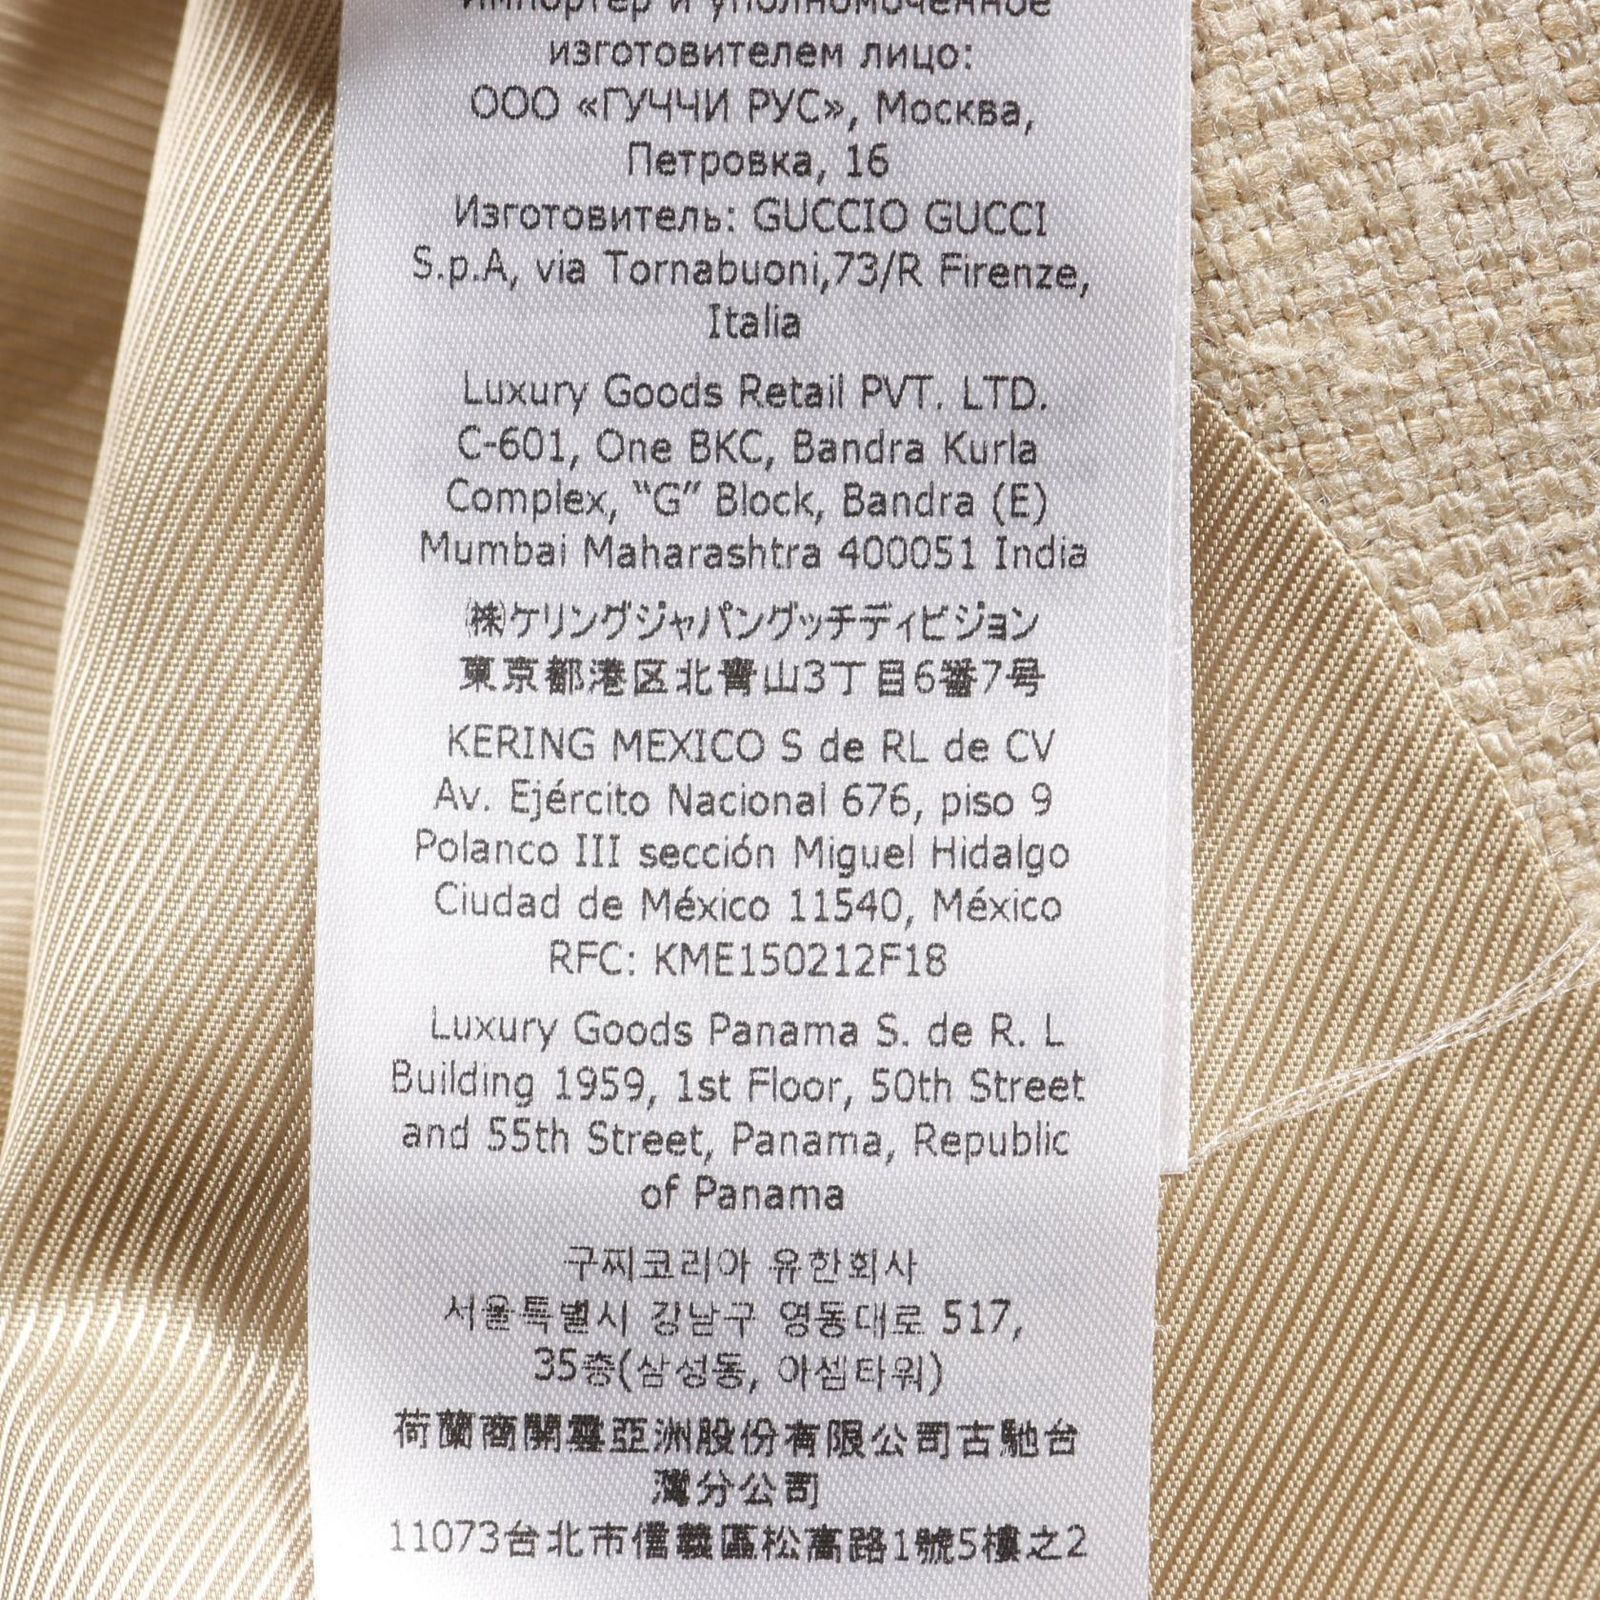 Импортер и уполномоченное
изготовителем лицо:
ООО «ГУЧЧИ РУС», Москва,
Петровка, 16
Изготовитель: GUCCIO GUCCI
S.p.A, via Tornabuoni,73/R Firenze,
Italia
Luxury Goods Retail PVT. LTD.
C-601, One BKC, Bandra Kurla
Complex, “G” Block, Bandra (E)
Mumbai Maharashtra 400051 India
㈱ケリングジャパングッチディビジョン
東京都港区北青山3丁目6番7号
KERING MEXICO S de RL de CV
Av. Ejército Nacional 676, piso 9
Polanco III sección Miguel Hidalgo
Ciudad de México 11540, México
RFC: KME150212F18
Luxury Goods Panama S. de R. L
Building 1959, 1st Floor, 50th Street
and 55th Street, Panama, Republic
of Panama
구찌코리아 유한회사
서울특별시 강남구 영동대로 517,
35층(삼성동, 아셈타워)
荷蘭商開雲亞洲股份有限公司古馳台
灣分公司
11073台北市信義區松高路1號5樓之2